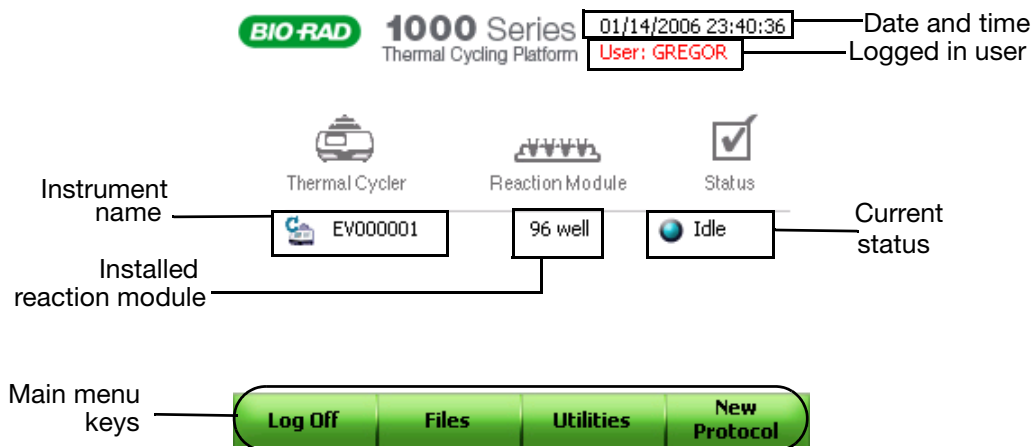 BIO-RAD
1000 Series
Thermal Cycling Platform
01/14/2006 23:40:36
User: GREGOR
Date and time
Logged in user
Thermal Cycler
Reaction Module
Status
Instrument
name
EV000001
96 well
Idle
Current
status
Installed
reaction module
Main menu
keys
Log Off
Files
Utilities
New
Protocol